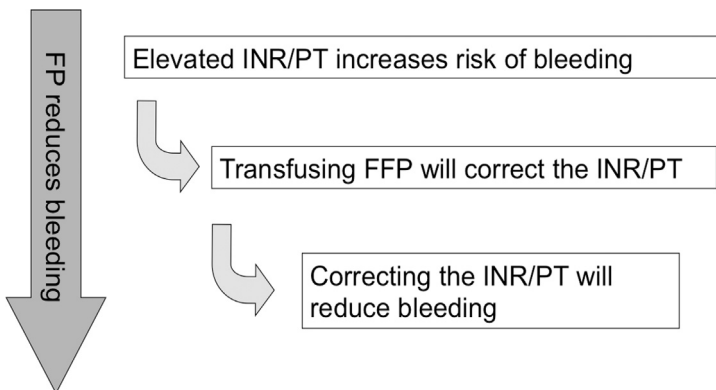 FP reduces bleeding
Elevated INR/PT increases risk of bleeding
Transfusing FFP will correct the INR/PT
Correcting the INR/PT will
reduce bleeding